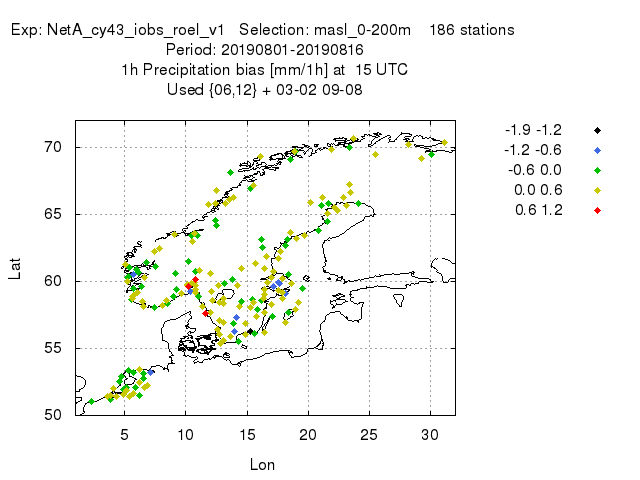 Exp: NetA_cy43_iobs_roel_v1   Selection: masl_0-200m    186 stations
Period: 20190801-20190816
1h Precipitation bias [mm/1h] at  15 UTC
Used {06,12} + 03-02 09-08
-1.9 -1.2
-1.2 -0.6
-0.6 0.0
0.0 0.6
0.6 1.2
70
65
60
55
50
Lat
5 10 15 20 25 30
Lon